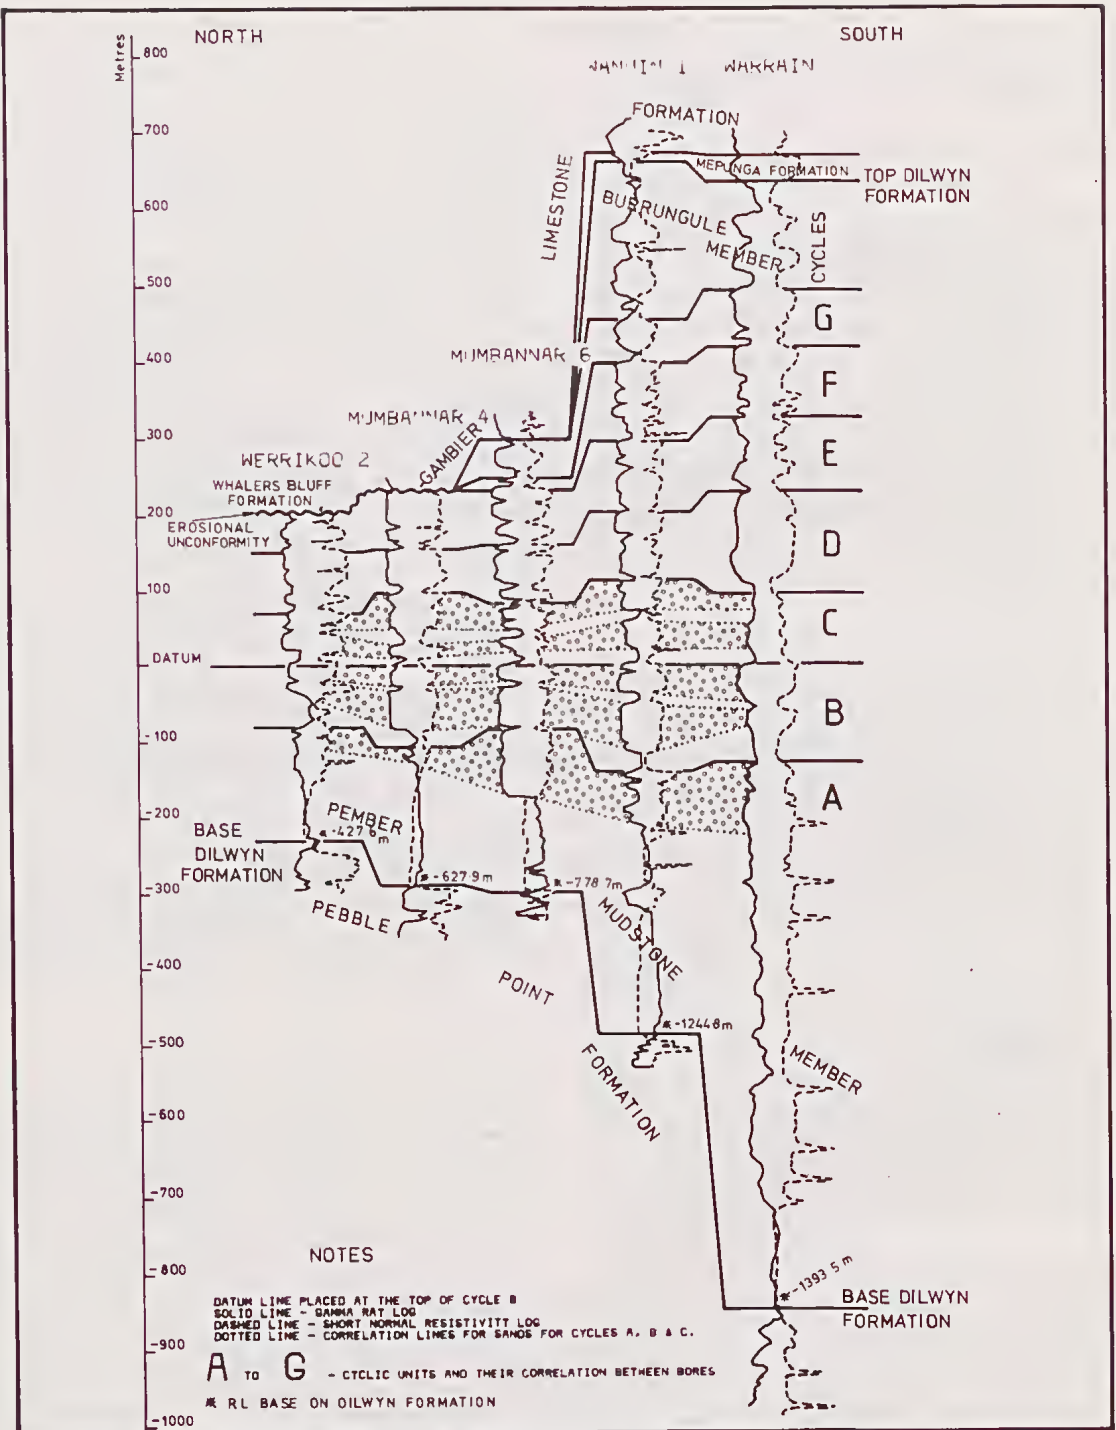 NORTH
SOUTH
Metres
800
700
600
500
400
300
200
100
DATUM
-100
-200
-300
-400
-500
-600
-700
-800
-900
-1000
WARRAIN
FORMATION
LIMESTONE
MEPUNGA FORMATION
TOP DILWYN
FORMATION
BURRUNGULE
MEMBER
CYCLES
G
F
E
D
C
B
A
MUMBANNAR 6
MUMBANNAR 4
GAMBIER
WERRIKOO 2
WHALERS BLUFF
FORMATION
EROSIONAL
UNCONFORMITY
PEMBER
BASE
DILWYN
FORMATION
* -427.6m
* -627.9m
* -778.7m
PEBBLE
MUDSTONE
POINT
* -1244.8m
FORMATION
MEMBER
* -1393.5 m
BASE DILWYN
FORMATION
NOTES
DATUM LINE PLACED AT THE TOP OF CYCLE B
SOLID LINE - GAMMA RAY LOG
DASHED LINE - SHORT NORMAL RESISTIVITY LOG
DOTTED LINE - CORRELATION LINES FOR SANDS FOR CYCLES A, B & C.
A TO G - CYCLIC UNITS AND THEIR CORRELATION BETWEEN BORES
* RL BASE ON DILWYN FORMATION